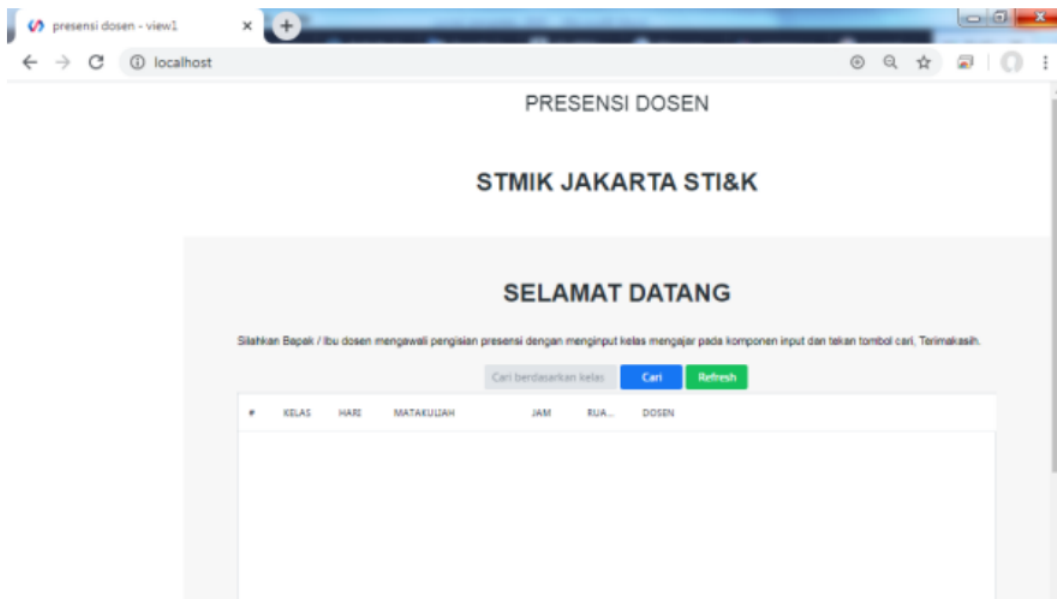 presensi dosen - view1
localhost
PRESENSI DOSEN
STMIK JAKARTA STI&K
SELAMAT DATANG
Silahkan Bapak / Ibu dosen mengawali pengisian presensi dengan menginput kelas mengajar pada komponen input dan tekan tombol cari, Terimakasih.
Cari berdasarkan kelas Cari Refresh
# KELAS HARI MATAKULIAH JAM RUA... DOSEN